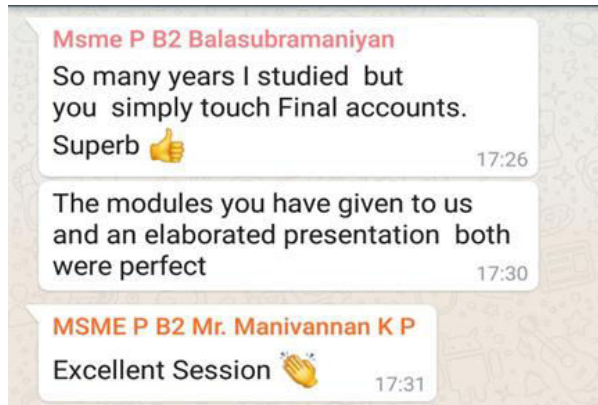 Msme P B2 Balasubramaniyan
So many years I studied but
you simply touch Final accounts.
Superb 👍
17:26
The modules you have given to us
and an elaborated presentation both
were perfect
17:30
MSME P B2 Mr. Manivannan K P
Excellent Session 👏
17:31